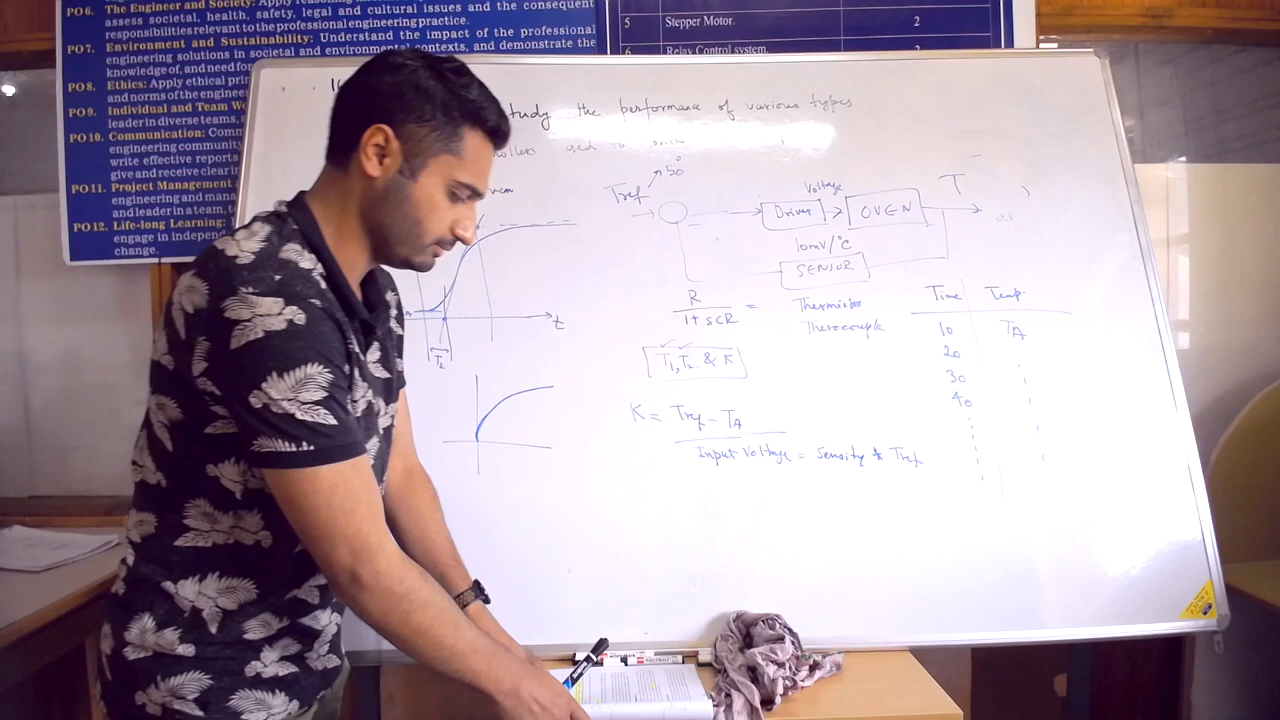 PO6. The Engineer and Society: Apply reasoning
assess societal, health, safety, legal and cultural issues and the consequent
responsibilities relevant to the professional engineering practice.
PO7. Environment and Sustainability: Understand the impact of the professional
engineering solutions in societal and environmental contexts, and demonstrate the
knowledge of, and need for
PO8. Ethics: Apply ethical
and norms of the
PO9. Individual and Team
leader in diverse teams,
PO10. Communication:
engineering community
write effective reports
give and receive clear
PO11. Project Management
engineering and
and leader in a team,
PO12. Life-long Learning:
engage in
change.
5 Stepper Motor. 2
6 Relay Control system.
the performance of various types
used to
Tref 50
Driver
Voltage
OVEN
T
10mV/°C
SENSOR
R
1+SCR =
Thermistor
Therocouple
T1, T2 & K
K = Tref - TA
Input Voltage = Sensity * Tref
Time Temp.
10 TA
20
30
40
t
T2